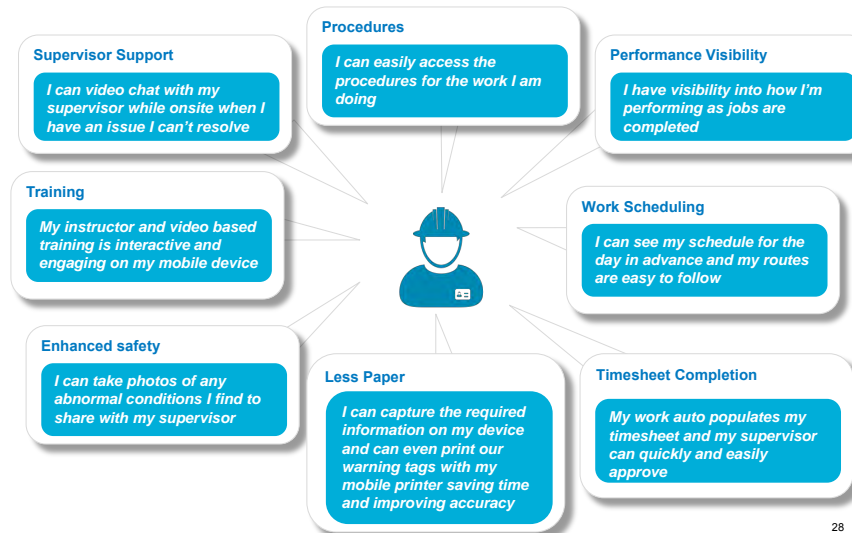 Supervisor Support
I can video chat with my
supervisor while onsite when I
have an issue I can't resolve
Procedures
I can easily access the
procedures for the work I am
doing
Performance Visibility
I have visibility into how I'm
performing as jobs are
completed
Training
My instructor and video based
training is interactive and
engaging on my mobile device
Work Scheduling
I can see my schedule for the
day in advance and my routes
are easy to follow
Enhanced safety
I can take photos of any
abnormal conditions I find to
share with my supervisor
Less Paper
I can capture the required
information on my device
and can even print our
warning tags with my
mobile printer saving time
and improving accuracy
Timesheet Completion
My work auto populates my
timesheet and my supervisor
can quickly and easily
approve
28